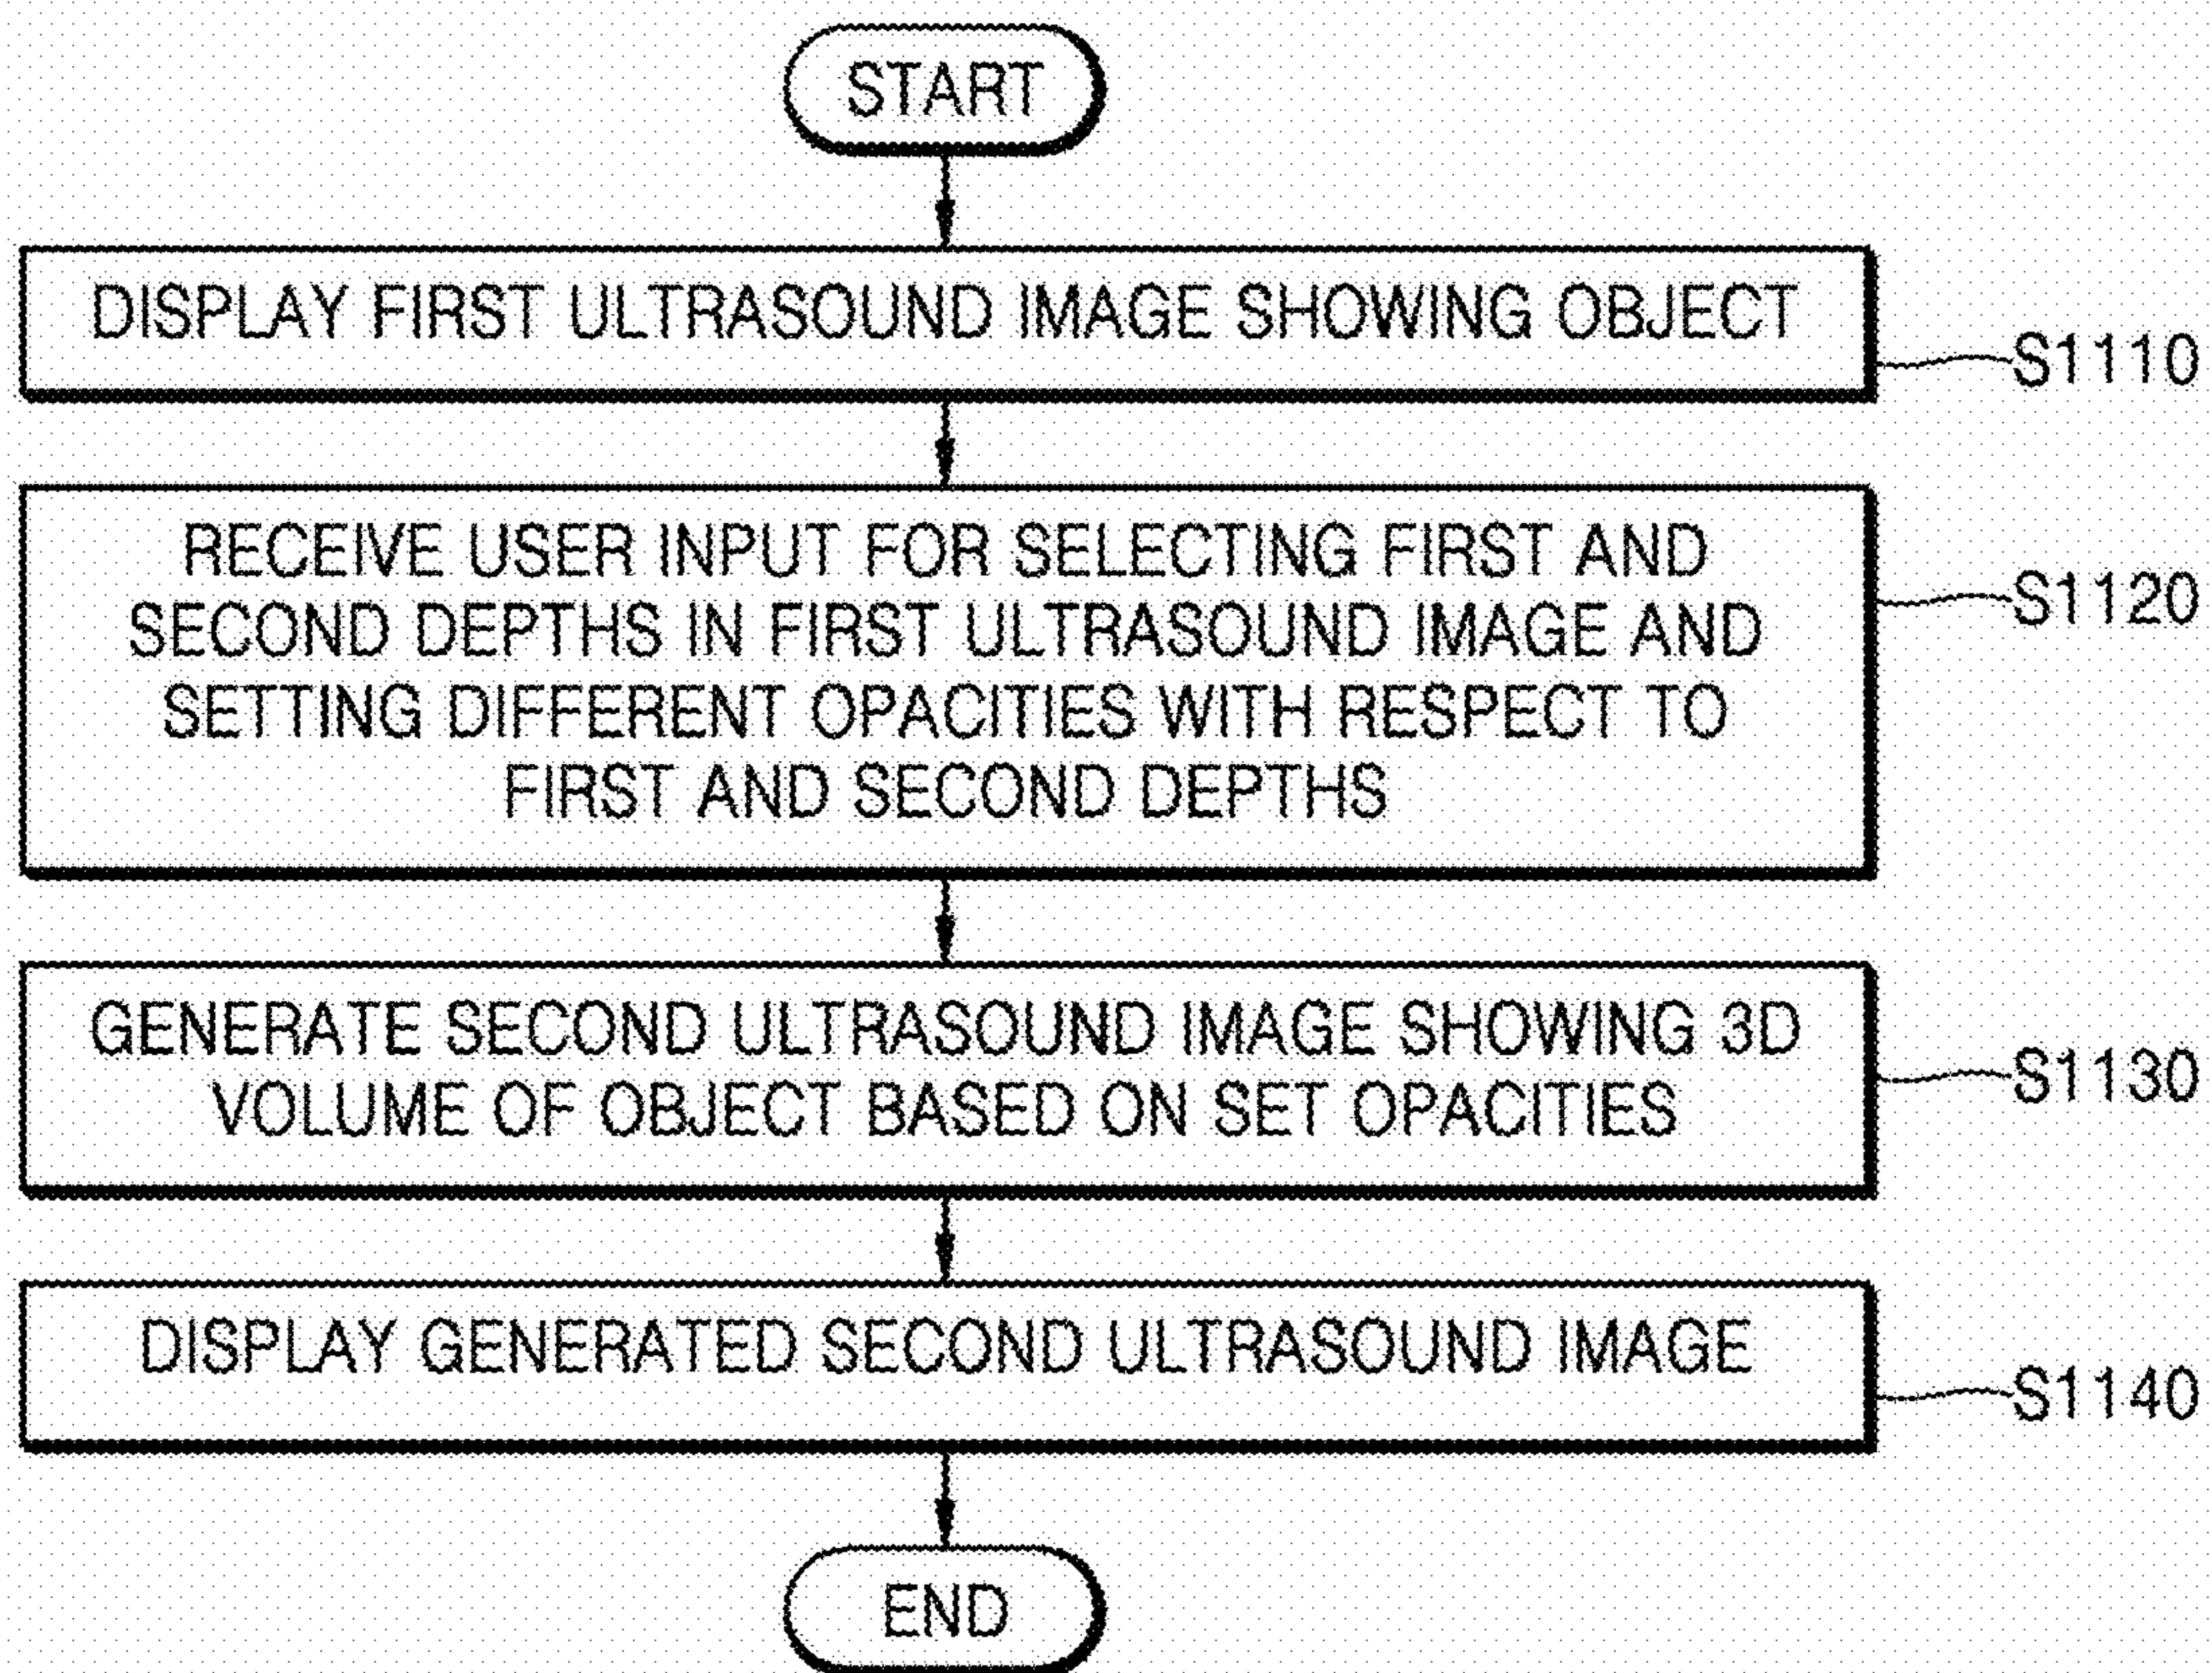 START
DISPLAY FIRST ULTRASOUND IMAGE SHOWING OBJECT
S1110
RECEIVE USER INPUT FOR SELECTING FIRST AND
SECOND DEPTHS IN FIRST ULTRASOUND IMAGE AND
SETTING DIFFERENT OPACITIES WITH RESPECT TO
FIRST AND SECOND DEPTHS
S1120
GENERATE SECOND ULTRASOUND IMAGE SHOWING 3D
VOLUME OF OBJECT BASED ON SET OPACITIES
S1130
DISPLAY GENERATED SECOND ULTRASOUND IMAGE
S1140
END